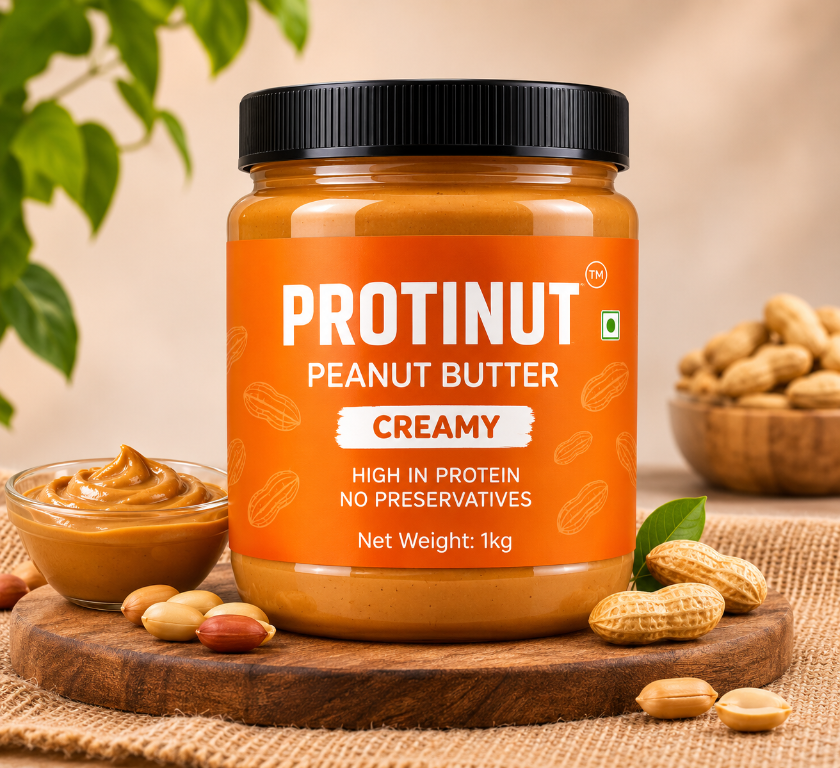 PROTINUT TM
PEANUT BUTTER
CREAMY
HIGH IN PROTEIN
NO PRESERVATIVES
Net Weight: 1kg